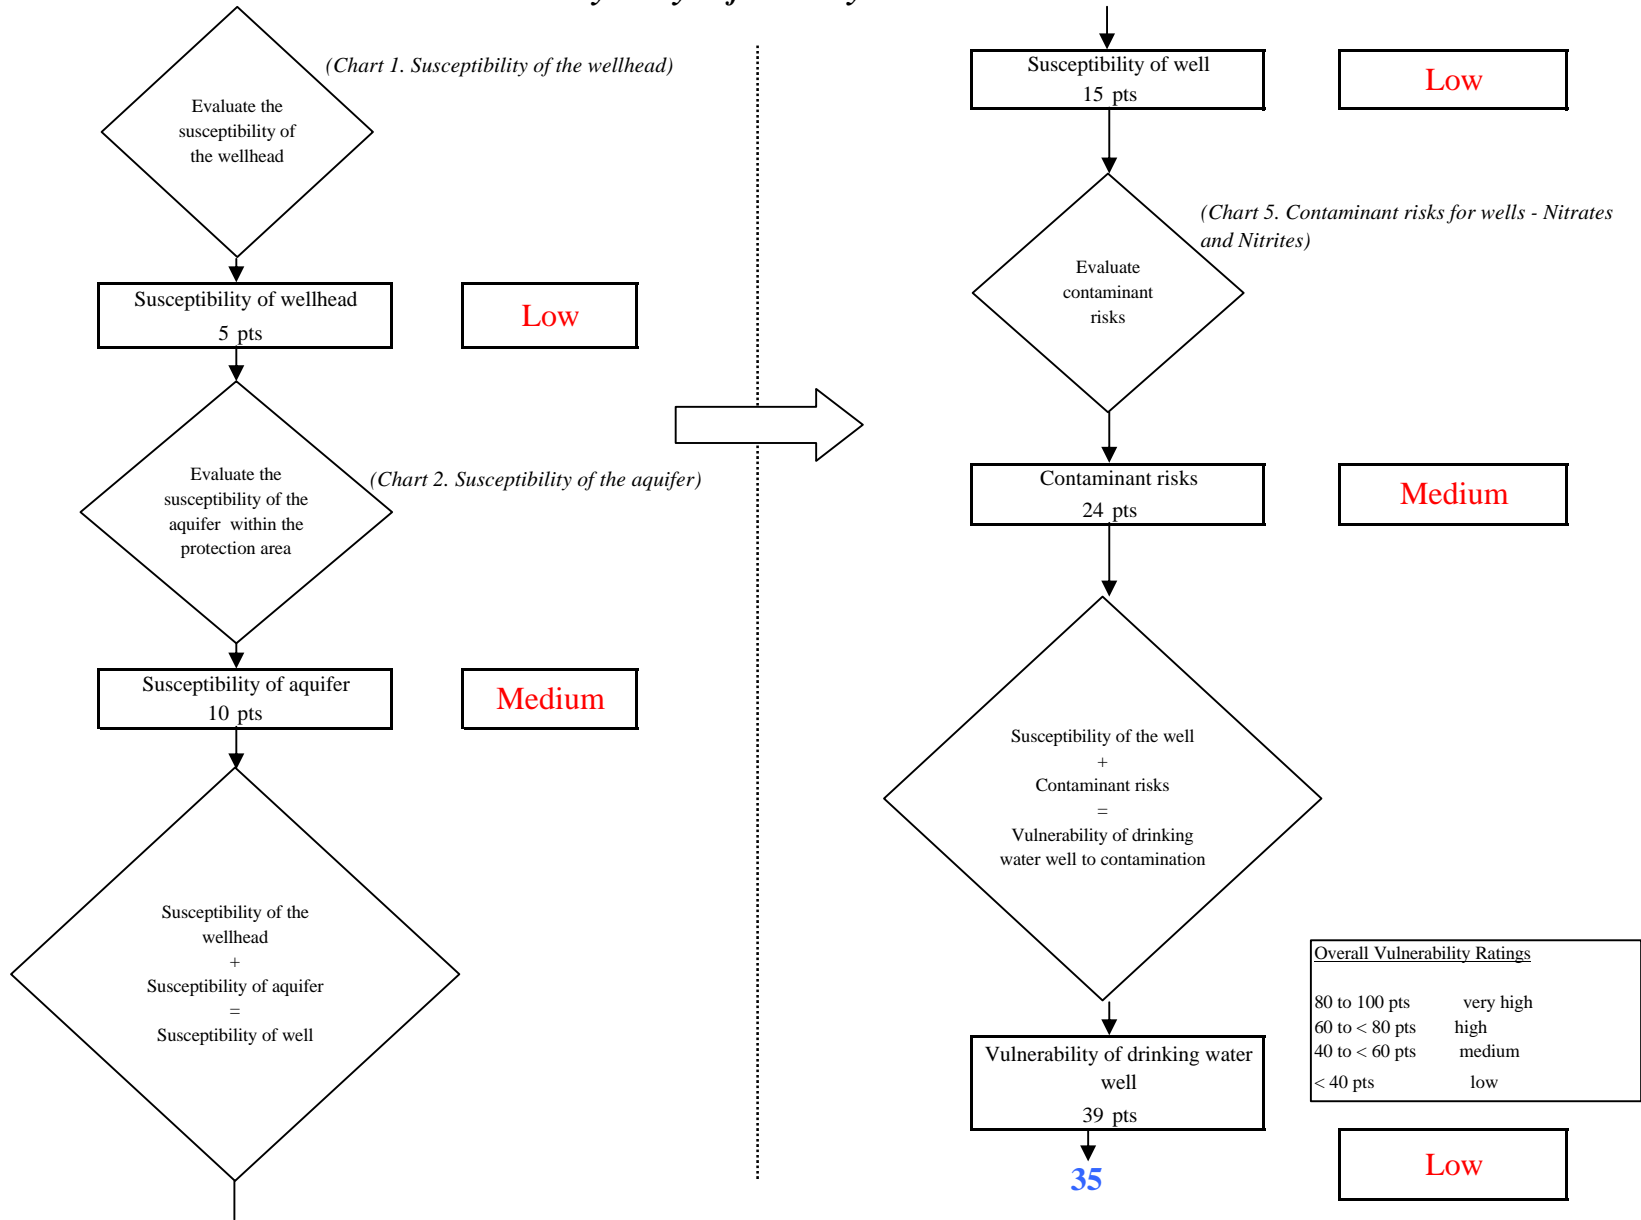 (Chart 1. Susceptibility of the wellhead)
Evaluate the
susceptibility of
the wellhead
Susceptibility of wellhead
5 pts
Low
Evaluate the
susceptibility of the
aquifer within the
protection area
(Chart 2. Susceptibility of the aquifer)
Susceptibility of aquifer
10 pts
Medium
Susceptibility of the
wellhead
+
Susceptibility of aquifer
=
Susceptibility of well
Susceptibility of well
15 pts
Low
(Chart 5. Contaminant risks for wells - Nitrates
and Nitrites)
Evaluate
contaminant
risks
Contaminant risks
24 pts
Medium
Susceptibility of the well
+
Contaminant risks
=
Vulnerability of drinking
water well to contamination
Overall Vulnerability Ratings
80 to 100 pts very high
60 to < 80 pts high
40 to < 60 pts medium
< 40 pts low
Vulnerability of drinking water
well
39 pts
35
Low